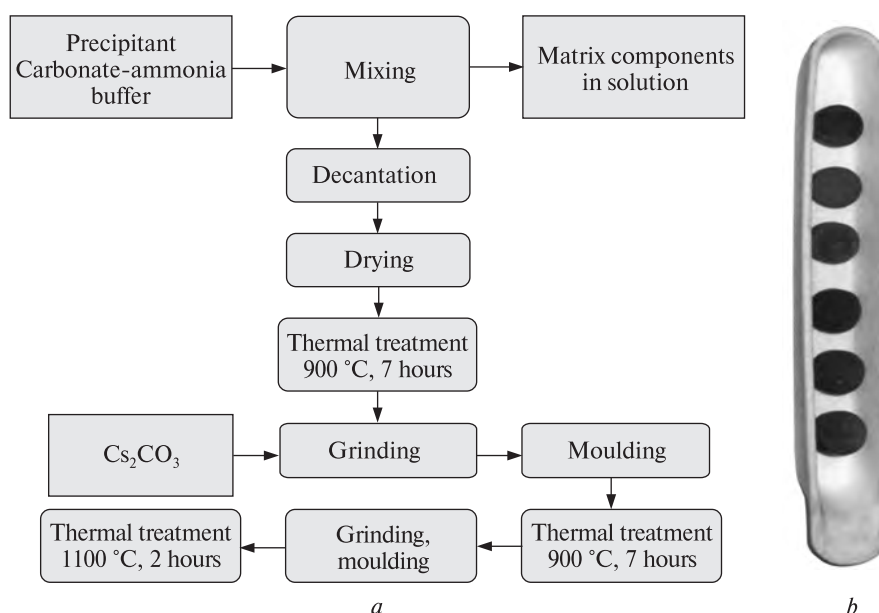 Precipitant
Carbonate-ammonia
buffer
Mixing
Matrix components
in solution
Decantation
Drying
Thermal treatment
900 °C, 7 hours
Cs₂CO₃
Grinding
Moulding
Thermal treatment
1100 °C, 2 hours
Grinding,
moulding
Thermal treatment
900 °C, 7 hours
a
b